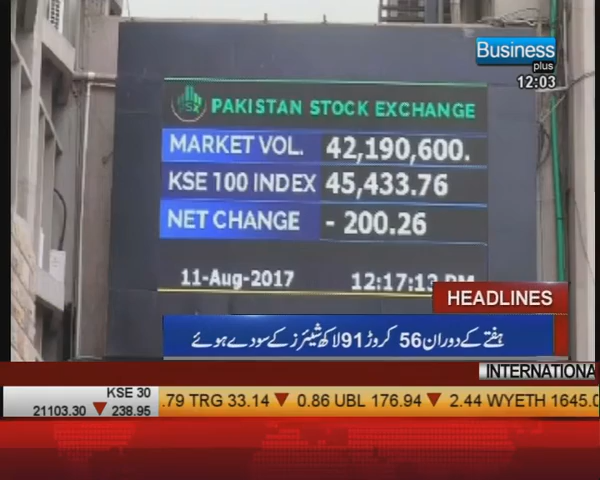 Business
plus
12:03
PAKISTAN STOCK EXCHANGE
MARKET VOL. 42,190,600.
KSE 100 INDEX 45,433.76
NET CHANGE - 200.26
11-Aug-2017 12:17:13 PM
HEADLINES
ہفتے کے دوران 56 کروڑ 91 لاکھ شیئرز کے سودے ہوئے
INTERNATIONA
KSE 30
21103.30 ▼ 238.95
.79 TRG 33.14 ▼ 0.86 UBL 176.94 ▼ 2.44 WYETH 1645.0